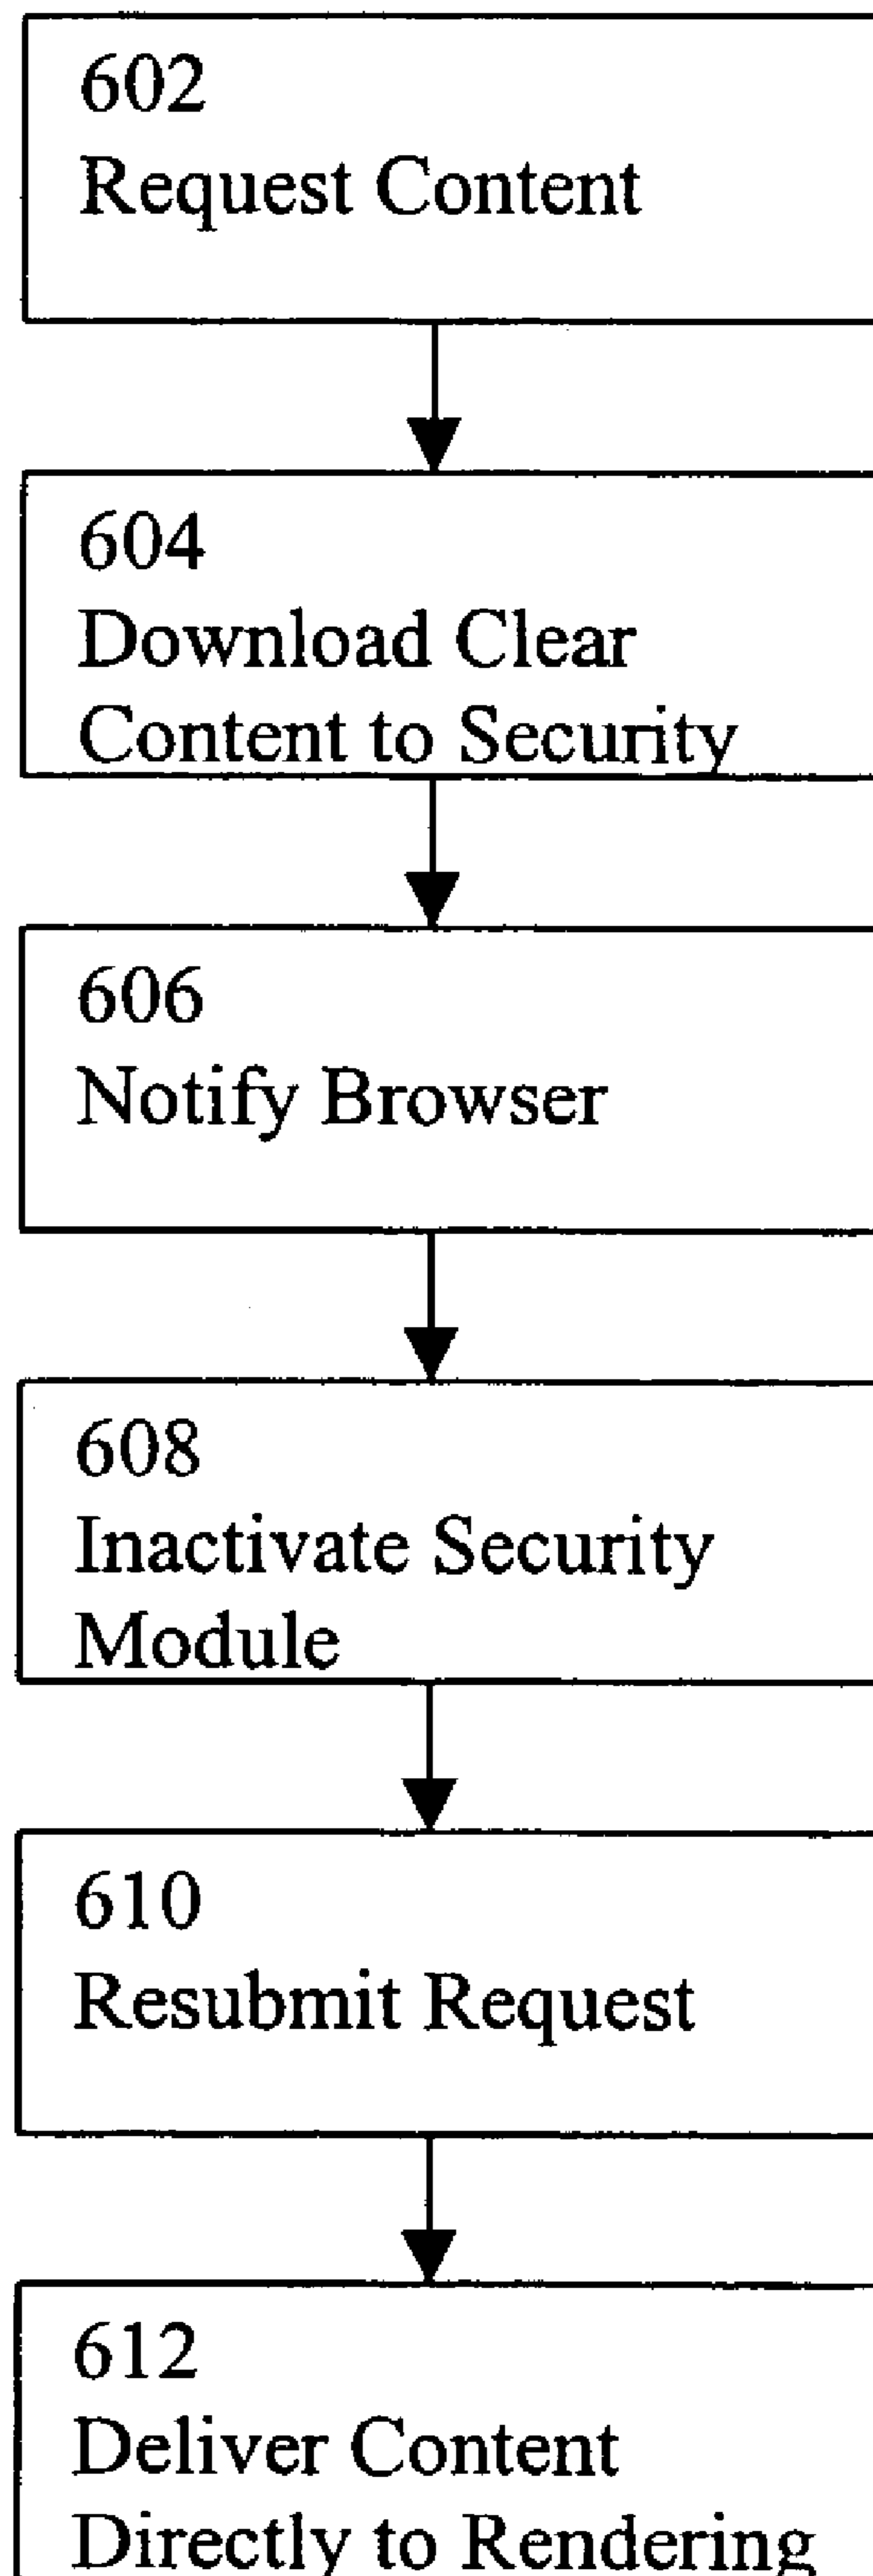 602
Request Content
604
Download Clear
Content to Security
606
Notify Browser
608
Inactivate Security
Module
610
Resubmit Request
612
Deliver Content
Directly to Rendering